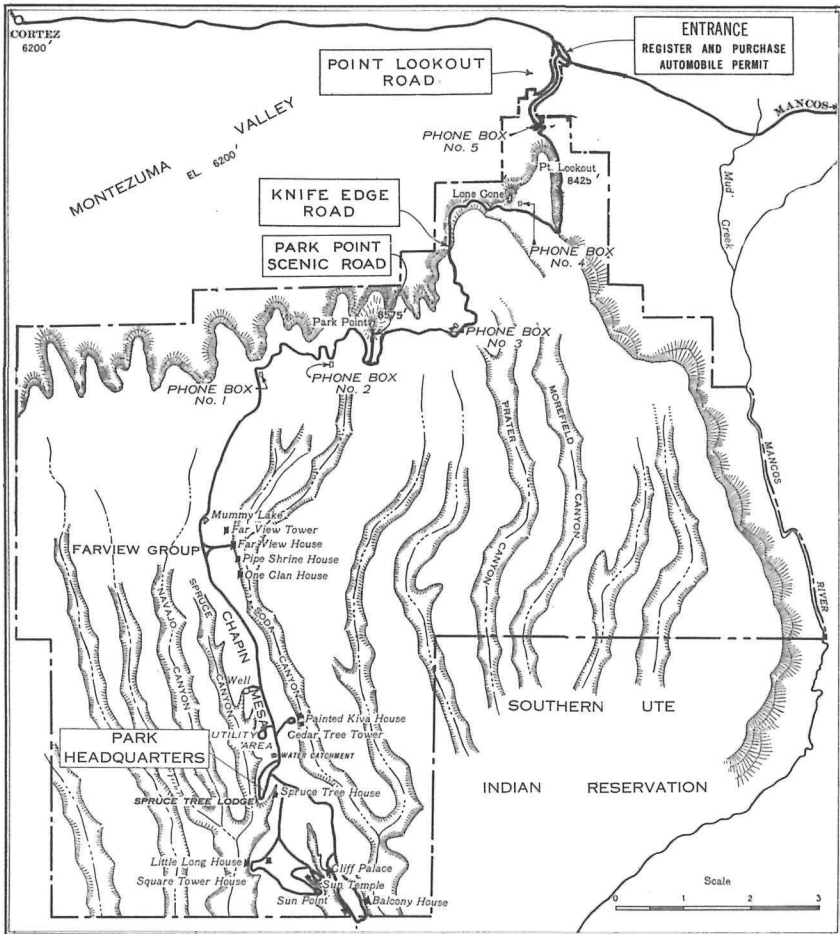 CORTEZ
6200'
ENTRANCE
REGISTER AND PURCHASE
AUTOMOBILE PERMIT
POINT LOOKOUT
ROAD
MANCOS
MONTEZUMA VALLEY
EL 6200'
PHONE BOX
No. 5
Pt. Lookout
8425'
Lone Cone
Mud Creek
KNIFE EDGE
ROAD
PARK POINT
SCENIC ROAD
PHONE BOX
No. 4
8575'
Park Point
PHONE BOX
No 3
PHONE BOX
No. 1
PHONE BOX
No. 2
PRATER
CANYON
MOREFIELD
CANYON
MANCOS
RIVER
Mummy Lake
Far View Tower
FARVIEW GROUP
Far View House
Pipe Shrine House
One Clan House
NAVAJO
CANYON
SPRUCE
CANYON
CHAPIN
MESA
SODA
CANYON
Well
UTILITY
AREA
Painted Kiva House
Cedar Tree Tower
WATER CATCHMENT
SOUTHERN UTE
PARK
HEADQUARTERS
INDIAN RESERVATION
SPRUCE TREE LODGE
Spruce Tree House
Little Long House
Square Tower House
Cliff Palace
Sun Temple
Sun Point
Balcony House
Scale
0 1 2 3